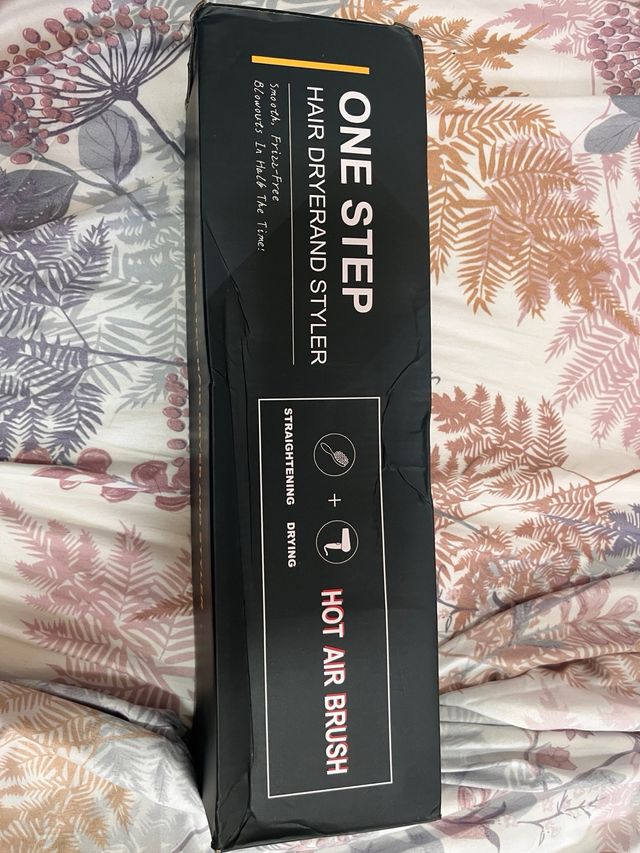 ONE STEP
HAIR DRYERAND STYLER
Smooth, Frizz-Free
Blowouts In Half The Time!
STRAIGHTENING + DRYING
HOT AIR BRUSH